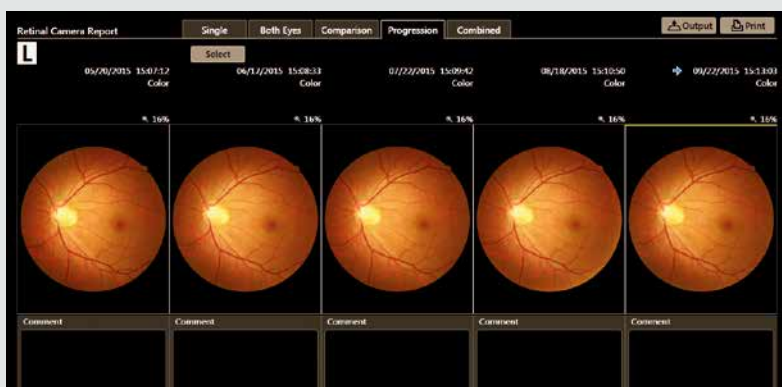 Retinal Camera Report
Single Both Eyes Comparison Progression Combined
Output Print
L
Select
05/20/2015 15:07:12 06/17/2015 15:08:33 07/22/2015 15:09:42 08/18/2015 15:10:50 09/22/2015 15:13:03
Color Color Color Color Color
16% 16% 16% 16% 16%
Comment Comment Comment Comment Comment